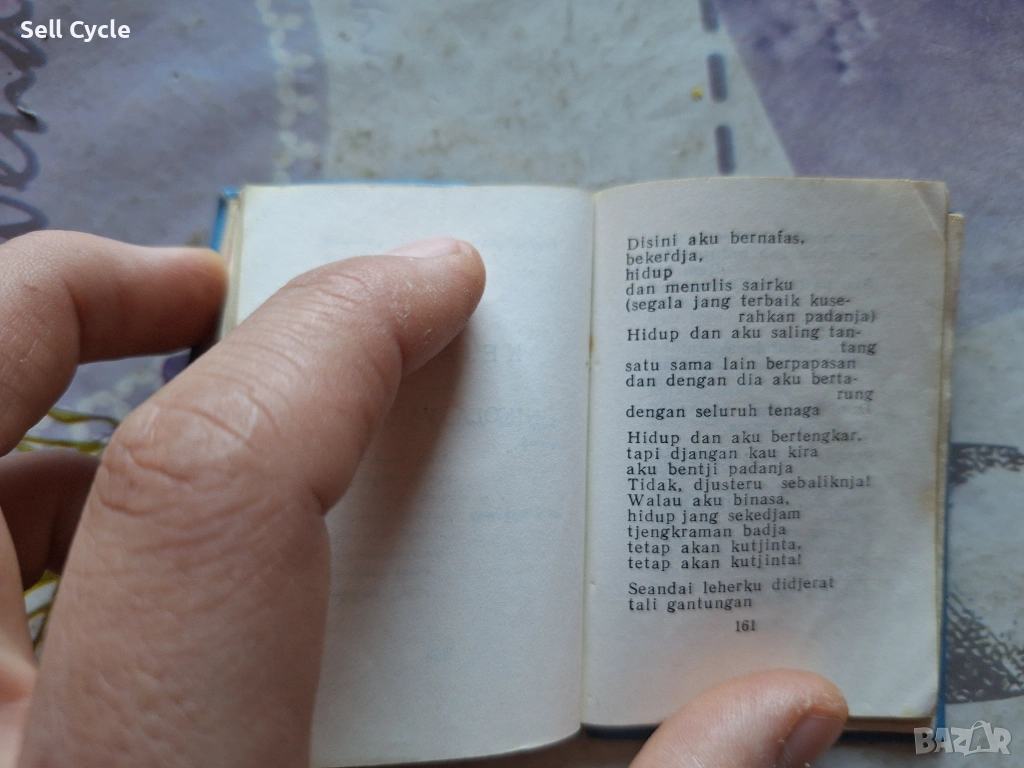 Sell Cycle
Disini aku bernafas,
bekerdja,
hidup
dan menulis sairku
(segala jang terbaik kuse-
rahkan padanja)
Hidup dan aku saling tan-
tang
satu sama lain berpapasan
dan dengan dia aku berta-
rung
dengan seluruh tenaga
Hidup dan aku bertengkar,
tapi djangan kau kira
aku bentji padanja
Tidak, djusteru sebaliknja!
Walau aku binasa,
hidup jang sekedjam
tjengkraman badja
tetap akan kutjinta,
tetap akan kutjinta!
Seandai leherku didjerat
tali gantungan
161
BAZAR